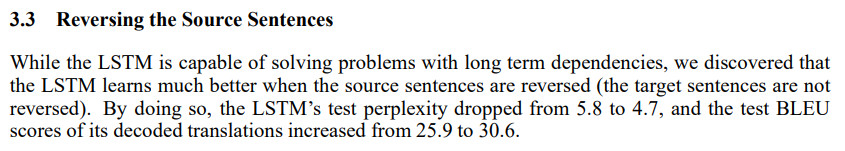 3.3 Reversing the Source Sentences
While the LSTM is capable of solving problems with long term dependencies, we discovered that
the LSTM learns much better when the source sentences are reversed (the target sentences are not
reversed). By doing so, the LSTM's test perplexity dropped from 5.8 to 4.7, and the test BLEU
scores of its decoded translations increased from 25.9 to 30.6.